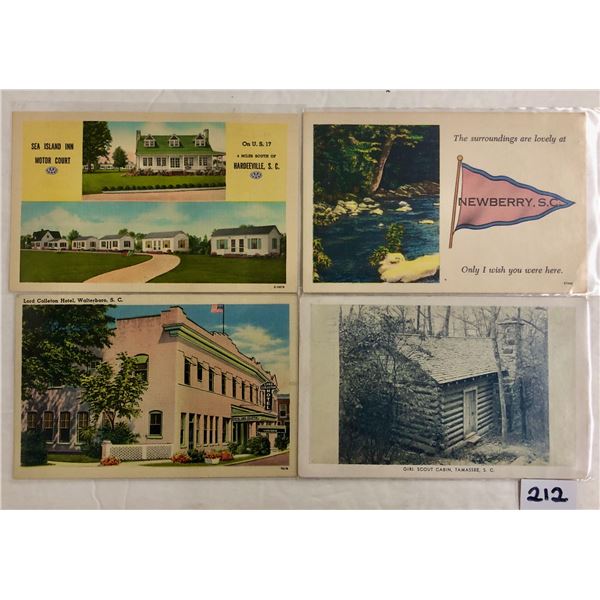 SEA ISLAND INN
MOTOR COURT
On U. S. 17
4 MILES SOUTH OF
HARDEEVILLE, S. C.
The surroundings are lovely at
NEWBERRY, S.C.
Only I wish you were here.
Lord Colleton Hotel, Walterboro, S. C.
HOTEL
GIRL SCOUT CABIN, TAMASSEE, S. C.
212